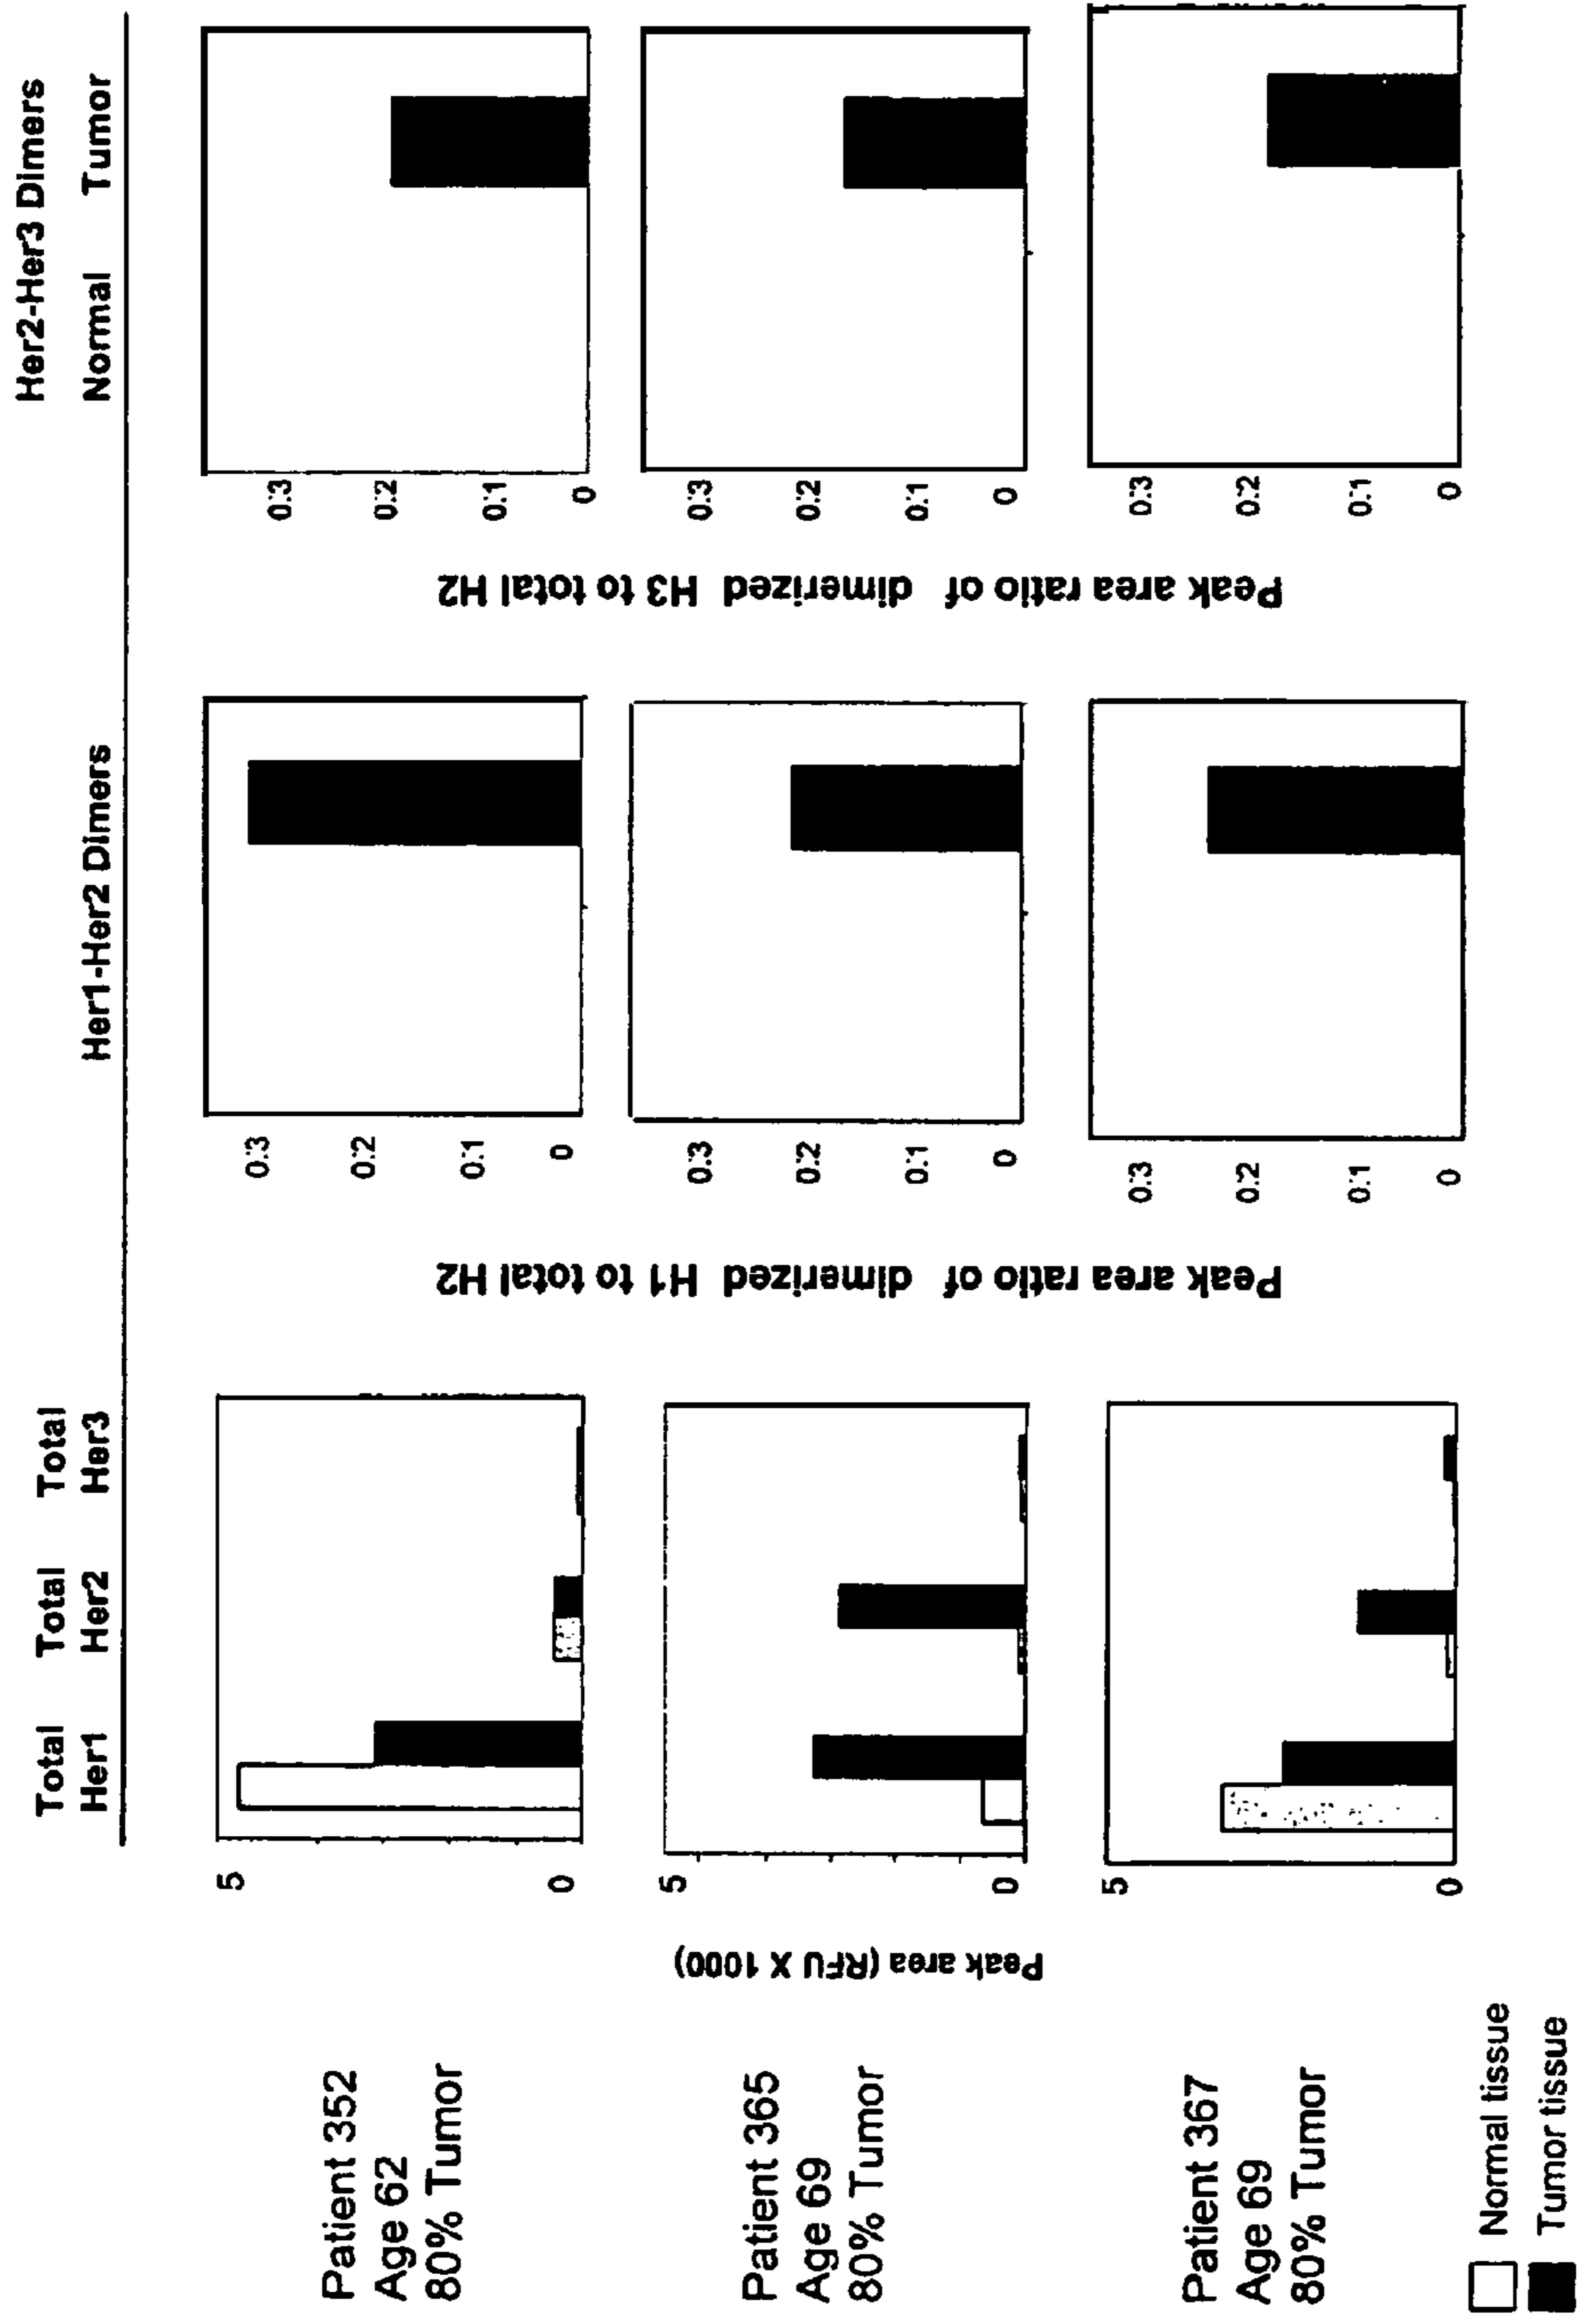 Her2-Her3 Dimers
Total Total Total
Her1 Her2 Her3
Her1-Her2 Dimers
Normal Tumor
Patient 352
Age 62
80% Tumor
5
0
0.3
0.2
0.1
0
0.3
0.2
0.1
0
Patient 365
Age 69
80% Tumor
Peak area (RFU X 1000)
5
0
Peak area ratio of dimerized H1 to total H2
0.3
0.2
0.1
0
Peak area ratio of dimerized H3 to total H2
0.3
0.2
0.1
0
Patient 367
Age 69
80% Tumor
5
0
0.3
0.2
0.1
0
0.3
0.2
0.1
0
Normal tissue
Tumor tissue